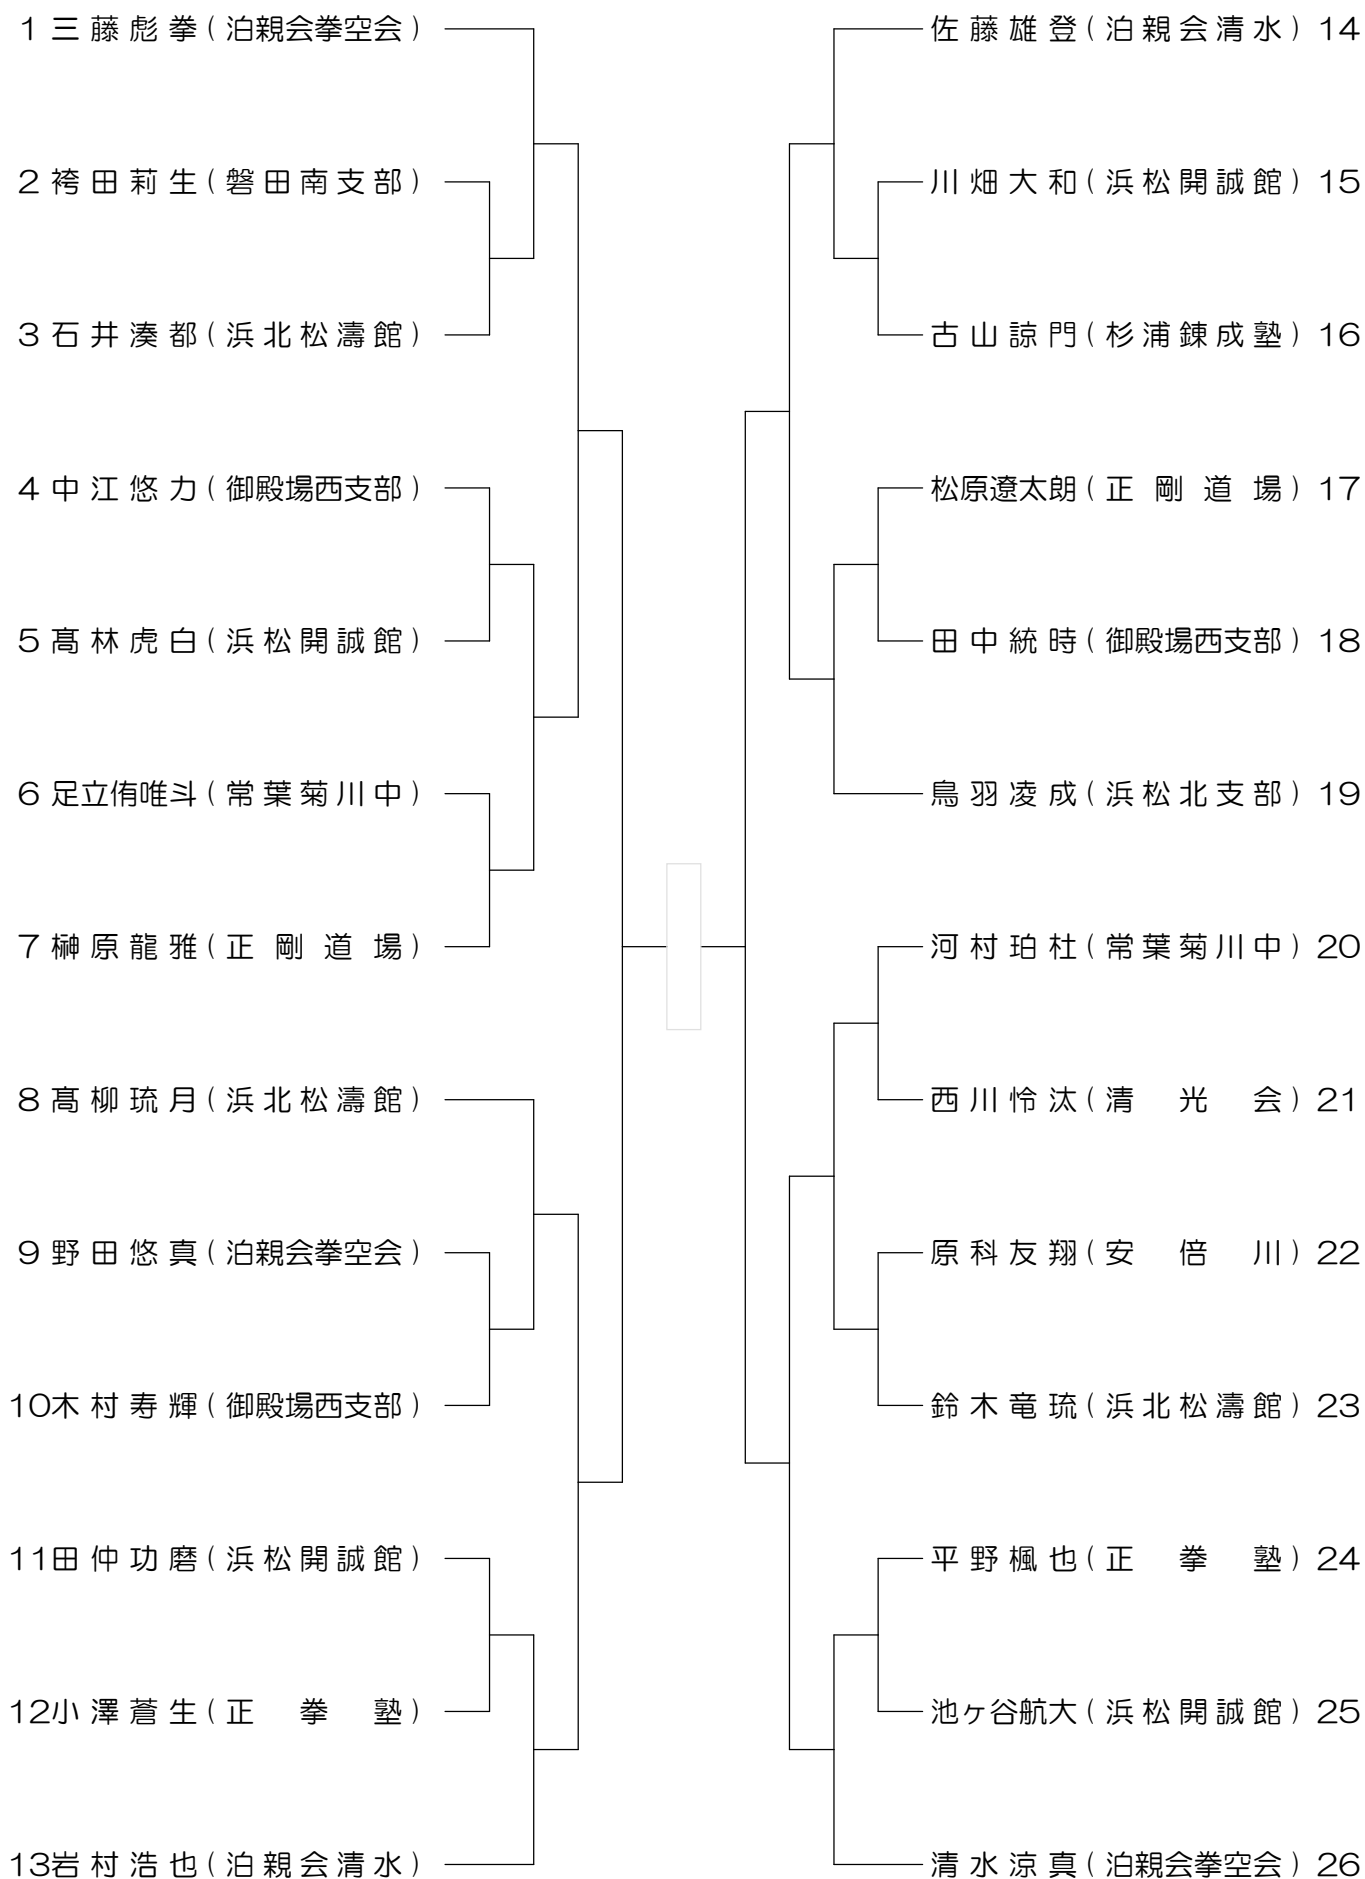 1 三藤彪拳(泊親会拳空会)
2 袴田莉生(磐田南支部)
3 石井湊都(浜北松濤館)
4 中江悠力(御殿場西支部)
5 髙林虎白(浜松開誠館)
6 足立侑唯斗(常葉菊川中)
7 榊原龍雅(正剛道場)
8 髙柳琉月(浜北松濤館)
9 野田悠真(泊親会拳空会)
10 木村寿輝(御殿場西支部)
11 田仲功磨(浜松開誠館)
12 小澤蒼生(正拳塾)
13 岩村浩也(泊親会清水)
佐藤雄登(泊親会清水) 14
川畑大和(浜松開誠館) 15
古山諒門(杉浦錬成塾) 16
松原遼太朗(正剛道場) 17
田中統時(御殿場西支部) 18
鳥羽凌成(浜松北支部) 19
河村珀杜(常葉菊川中) 20
西川怜汰(清光会) 21
原科友翔(安倍川) 22
鈴木竜琉(浜北松濤館) 23
平野楓也(正拳塾) 24
池ヶ谷航大(浜松開誠館) 25
清水涼真(泊親会拳空会) 26